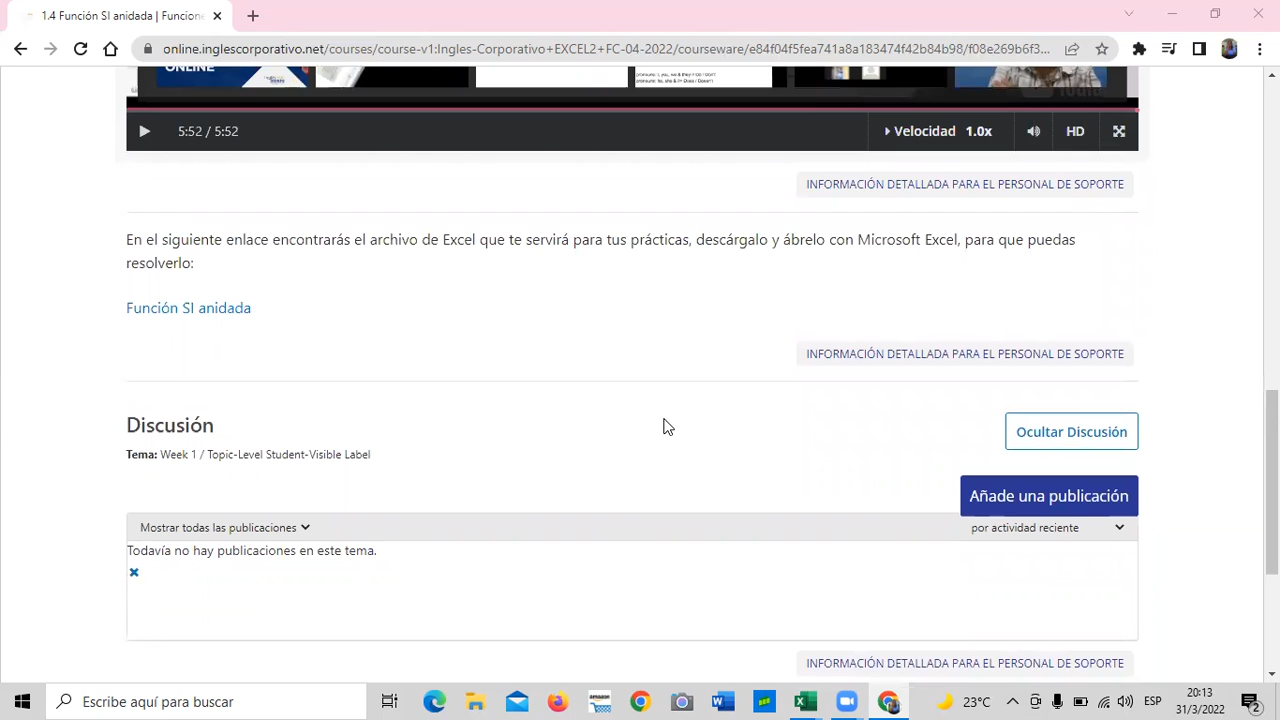 1.4 Función SI anidada | Funcione
online.inglescorporativo.net/courses/course-v1:Ingles-Corporativo+EXCEL2+FC-04-2022/courseware/c84f04f5fea741a8a183474f42b84b98/f08e269b6f3...
ONLINE
5:52 / 5:52
Velocidad 1.0x
HD
INFORMACIÓN DETALLADA PARA EL PERSONAL DE SOPORTE
En el siguiente enlace encontrarás el archivo de Excel que te servirá para tus prácticas, descárgalo y ábrelo con Microsoft Excel, para que puedas
resolverlo:
Función SI anidada
INFORMACIÓN DETALLADA PARA EL PERSONAL DE SOPORTE
Discusión
Ocultar Discusión
Tema: Week 1 / Topic-Level Student-Visible Label
Añade una publicación
Mostrar todas las publicaciones
por actividad reciente
Todavía no hay publicaciones en este tema.
INFORMACIÓN DETALLADA PARA EL PERSONAL DE SOPORTE
Escribe aquí para buscar
23°C
ESP
20:13
31/3/2022
2